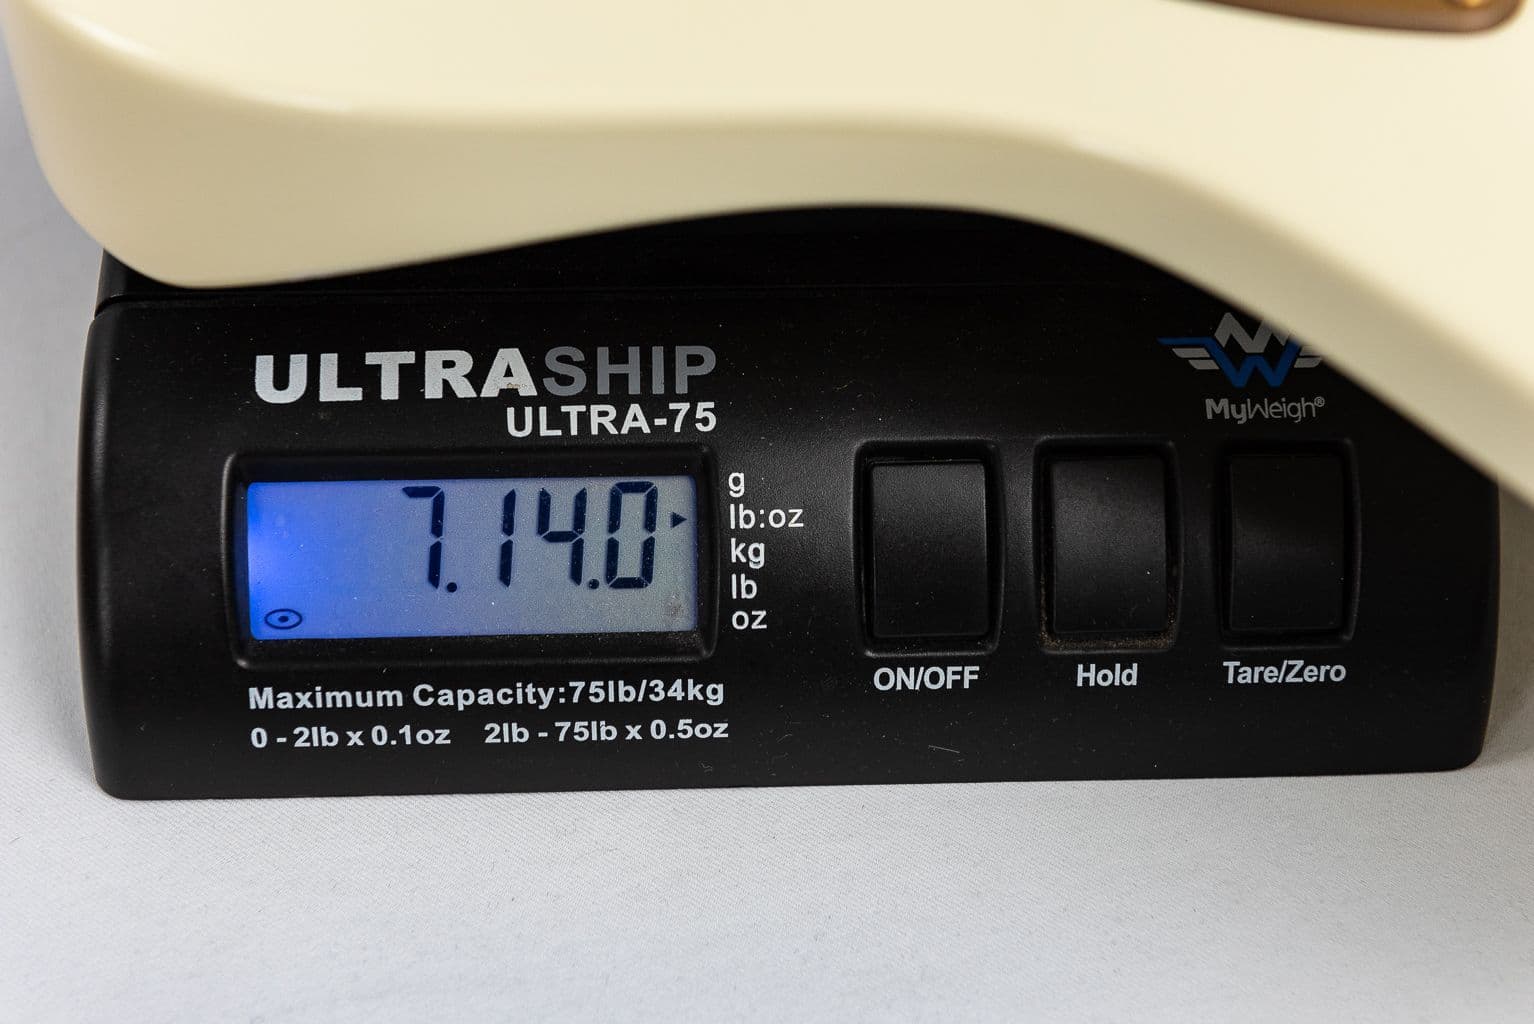 ULTRASHIP
ULTRA-75
MyWeigh®
7.14.0
g
lb:oz
kg
lb
oz
ON/OFF
Hold
Tare/Zero
Maximum Capacity:75lb/34kg
0 - 2lb x 0.1oz 2lb - 75lb x 0.5oz